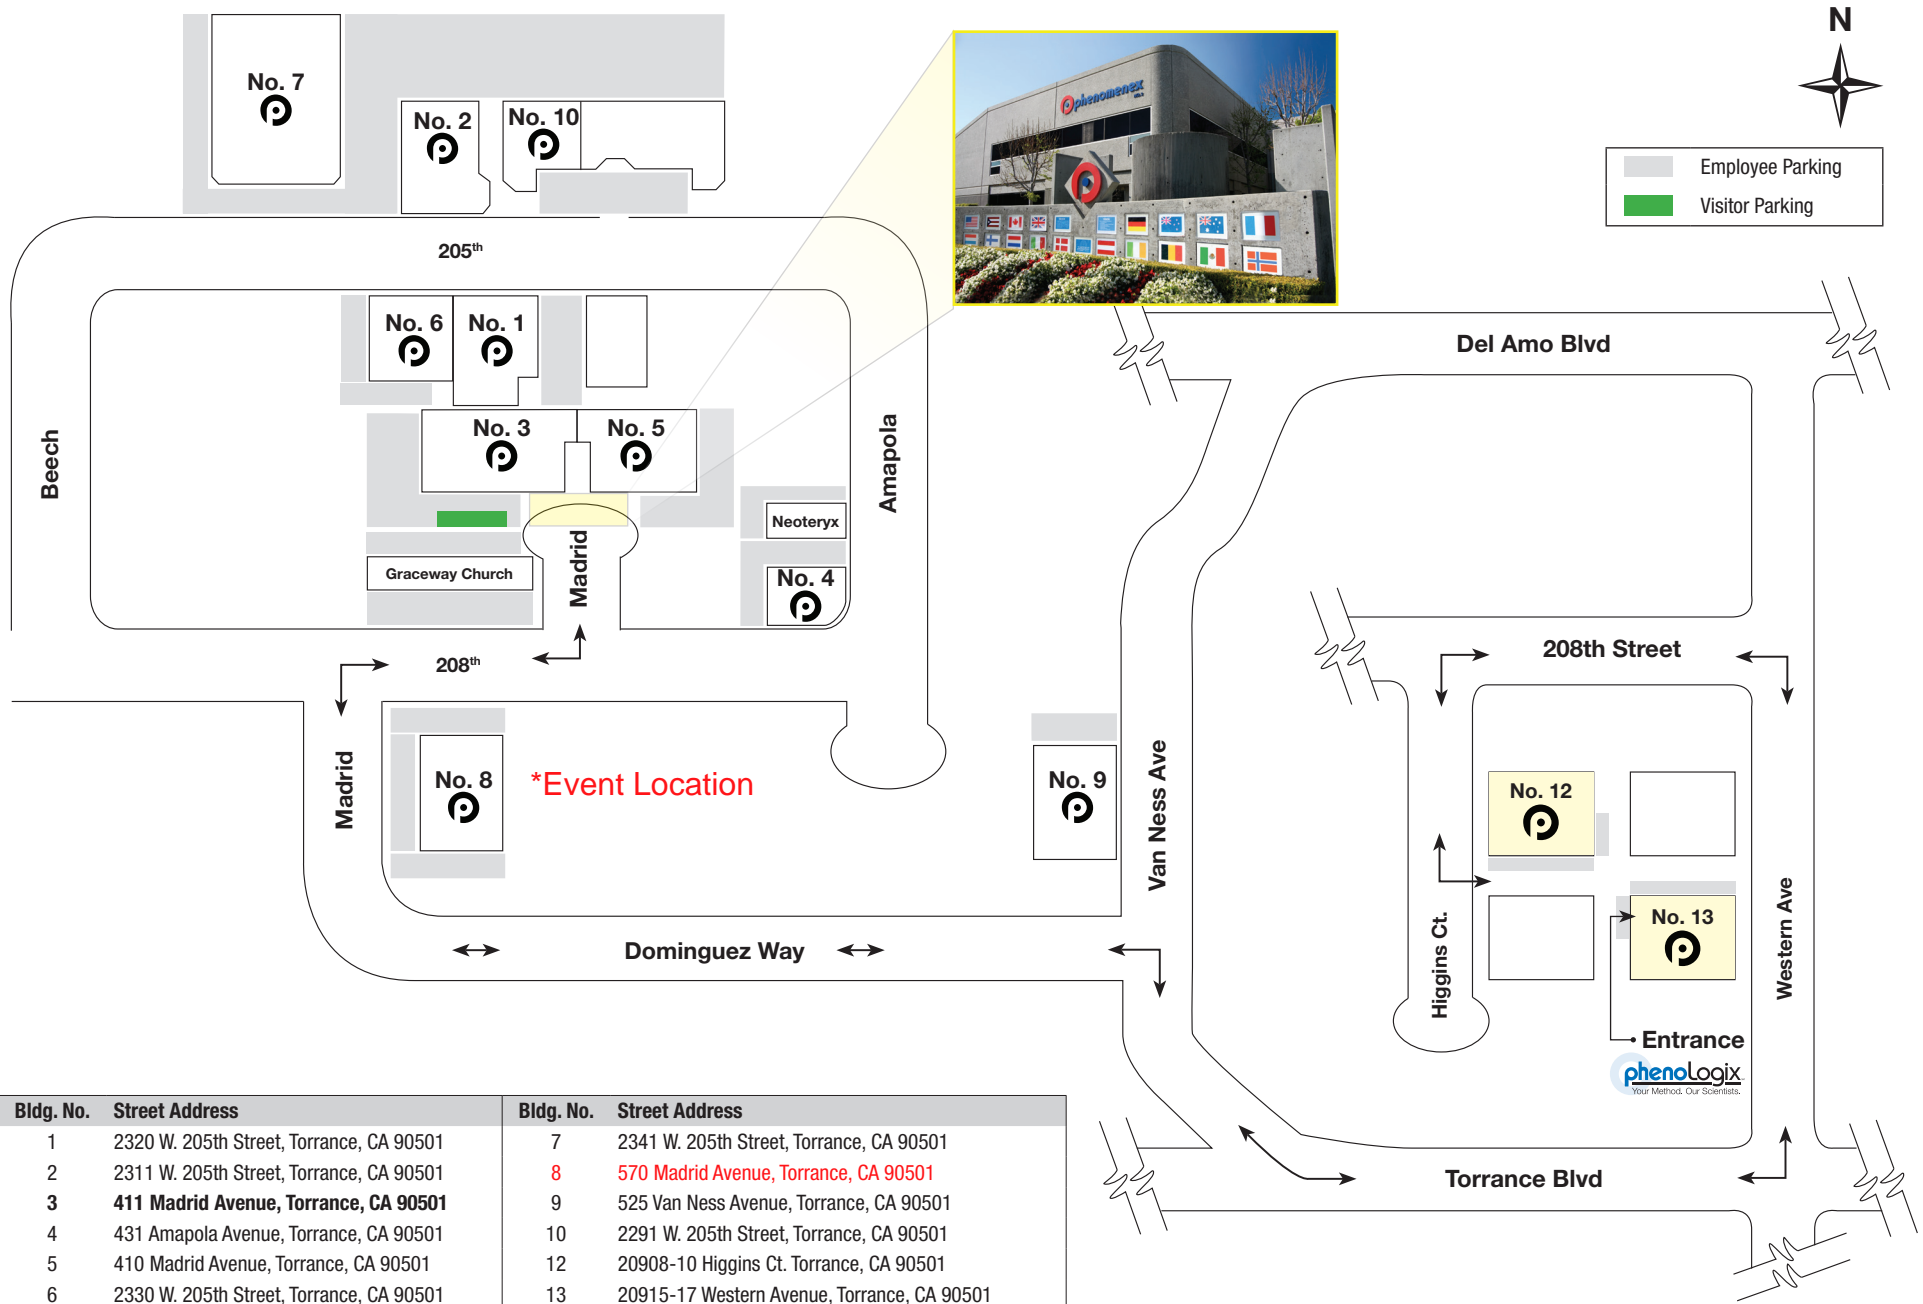 N
No. 7
No. 2
No. 10
phenomenex
Employee Parking
Visitor Parking
205th
No. 6
No. 1
Del Amo Blvd
Beech
No. 3
No. 5
Amapola
Neoteryx
Madrid
Graceway Church
No. 4
208th
208th Street
Madrid
No. 8
*Event Location
No. 9
Van Ness Ave
No. 12
Higgins Ct.
No. 13
Western Ave
Dominguez Way
Entrance
phenoLogix
Your Method. Our Scientists.
Torrance Blvd
Bldg. No. Street Address
1 2320 W. 205th Street, Torrance, CA 90501
2 2311 W. 205th Street, Torrance, CA 90501
3 411 Madrid Avenue, Torrance, CA 90501
4 431 Amapola Avenue, Torrance, CA 90501
5 410 Madrid Avenue, Torrance, CA 90501
6 2330 W. 205th Street, Torrance, CA 90501
Bldg. No. Street Address
7 2341 W. 205th Street, Torrance, CA 90501
8 570 Madrid Avenue, Torrance, CA 90501
9 525 Van Ness Avenue, Torrance, CA 90501
10 2291 W. 205th Street, Torrance, CA 90501
12 20908-10 Higgins Ct. Torrance, CA 90501
13 20915-17 Western Avenue, Torrance, CA 90501